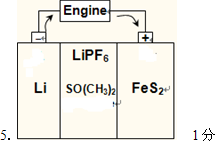 Engine
− +
LiPF6
Li SO(CH3)2 FeS2
5. 1分